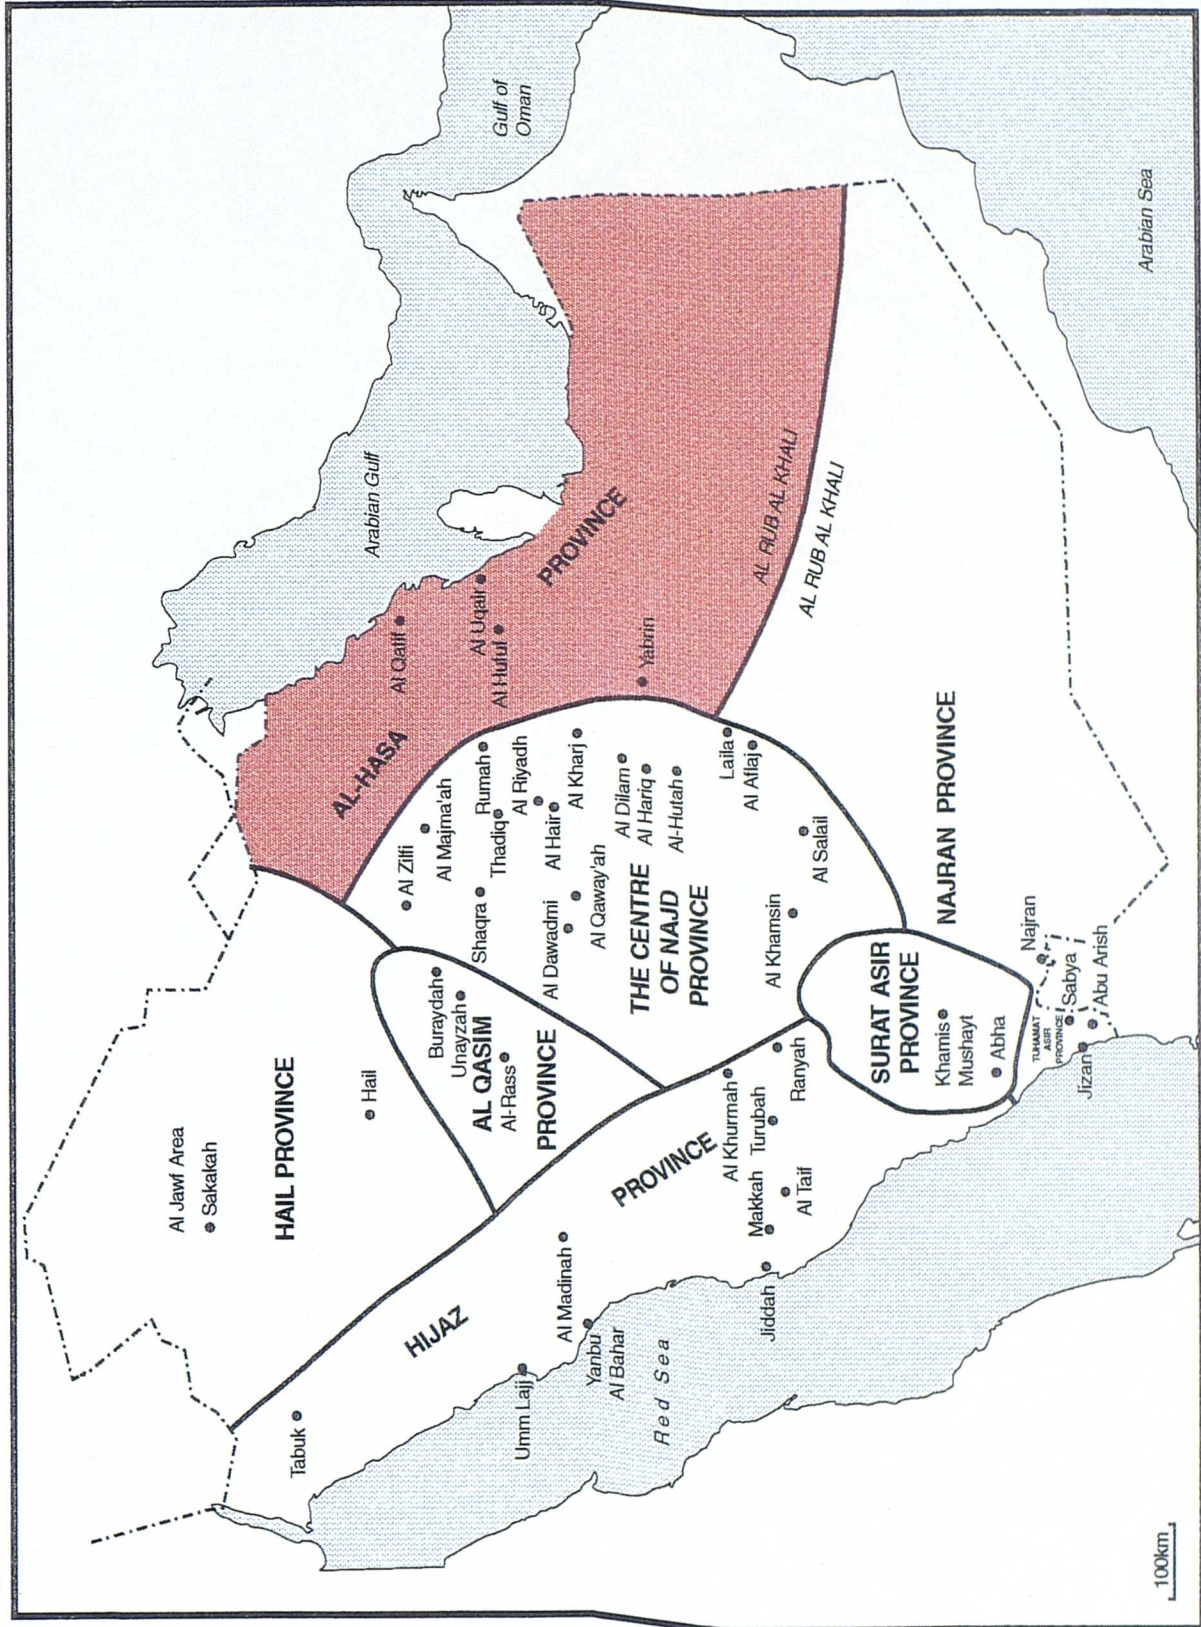 Al Jawf Area
Sakakah
HAIL PROVINCE
Hail
Tabuk
HIJAZ
PROVINCE
Umm Lajj
Al Madinah
Yanbu
Al Bahar
Red Sea
Jiddah
Makkah
Al Taif
Turubah
Al Khurmah
Ranyah
Buraydah
Unayzah
AL QASIM
Al-Rass
PROVINCE
AL-HASA
PROVINCE
Al Qatif
Al Uqair
Al Hufuf
Yabrin
AL RUB AL KHALI
AL RUB AL KHALI
Arabian Gulf
Gulf of
Oman
Arabian Sea
Al Zilfi
Al Majma'ah
Rumah
Thadiq
Shaqra
Al Riyadh
Al Hair
Al Kharj
Al Dawadmi
Al Qaway'ah
Al Dilam
Al Hariq
Al-Hutah
THE CENTRE
OF NAJD
PROVINCE
Laila
Al Aflaj
Al Salail
Al Khamsin
SURAT ASIR
PROVINCE
Khamis
Mushayt
Abha
NAJRAN PROVINCE
Najran
TUHAMAT
ASIR
PROVINCE
Sabya
Abu Arish
Jizan
100km